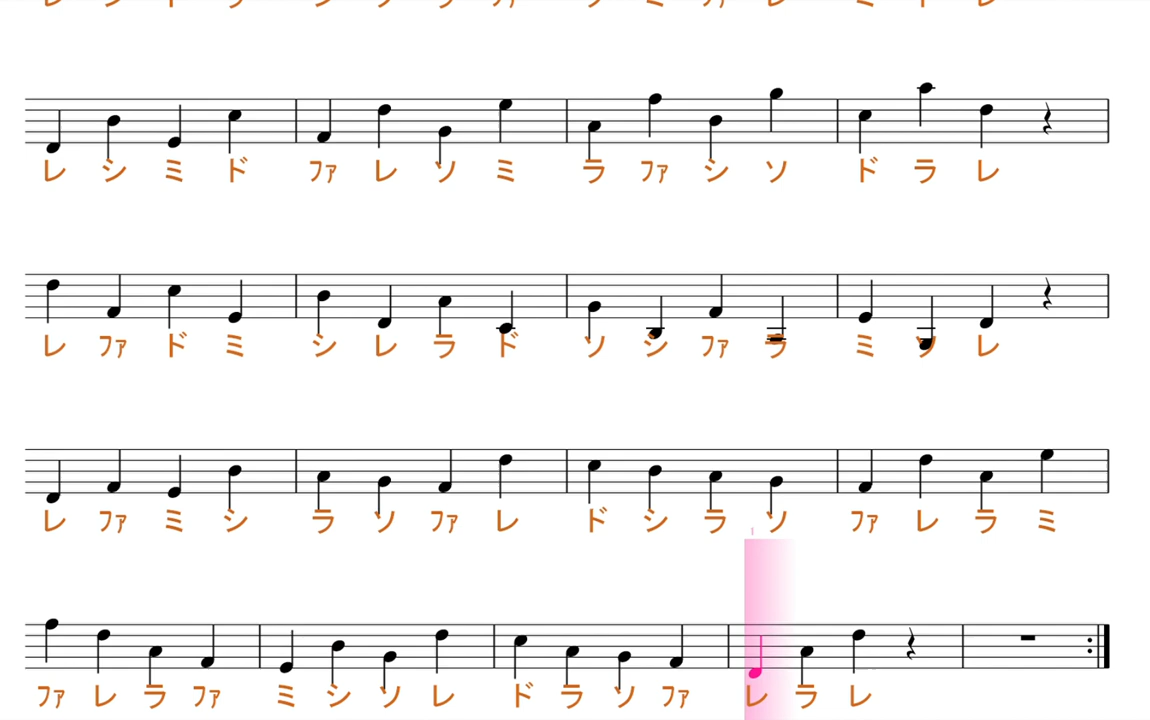 レ シ ミ ド ファ レ ソ ミ ラ ファ シ ソ ド ラ レ
レ ファ ド ミ シ レ ラ ド ソ シ ファ ラ ミ ソ レ
レ ファ ミ シ ラ ソ ファ レ ド シ ラ ソ ファ レ ラ ミ
ファ レ ラ ファ ミ シ ソ レ ド ラ ソ ファ レ ラ レ